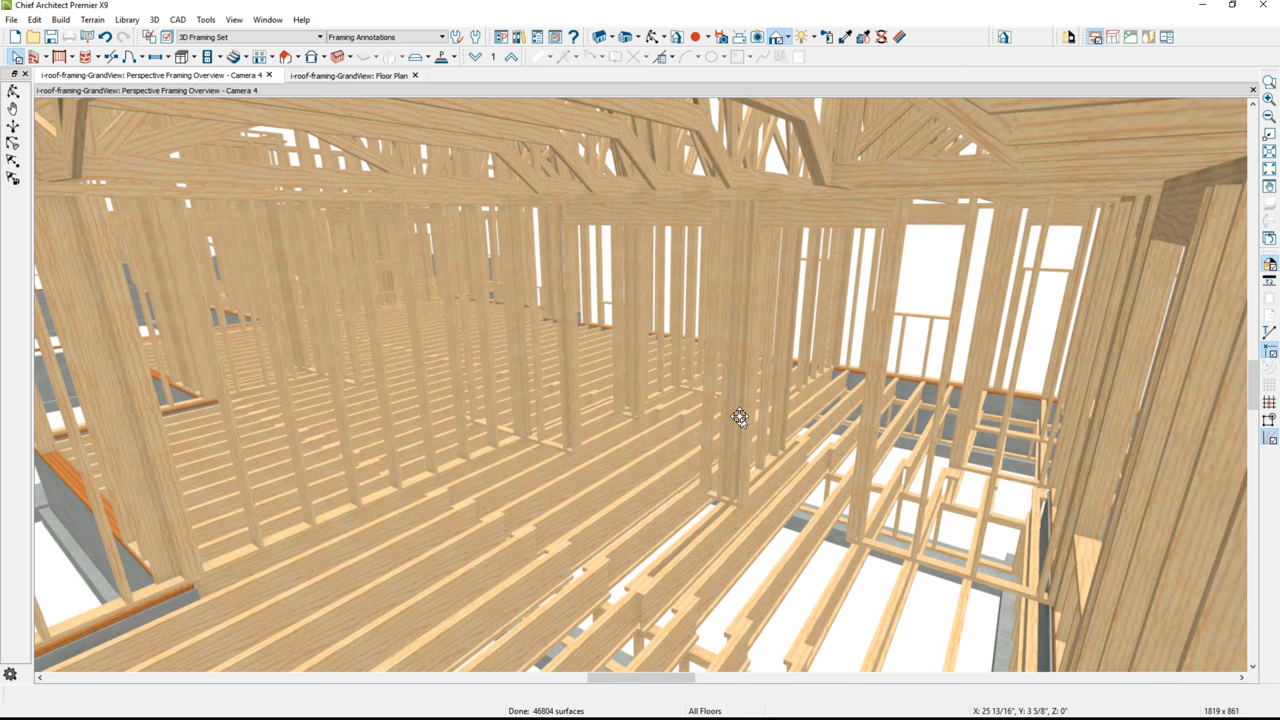 Chief Architect Premier X9
File Edit Build Terrain Library 3D CAD Tools View Window Help
3D Framing Set Framing Annotations
1
i-roof-framing-GrandView: Perspective Framing Overview - Camera 4 i-roof-framing-GrandView: Floor Plan
i-roof-framing-GrandView: Perspective Framing Overview - Camera 4
Done: 46804 surfaces All Floors X: 25 13/16", Y: 3 5/8", Z: 0" 1819 x 861